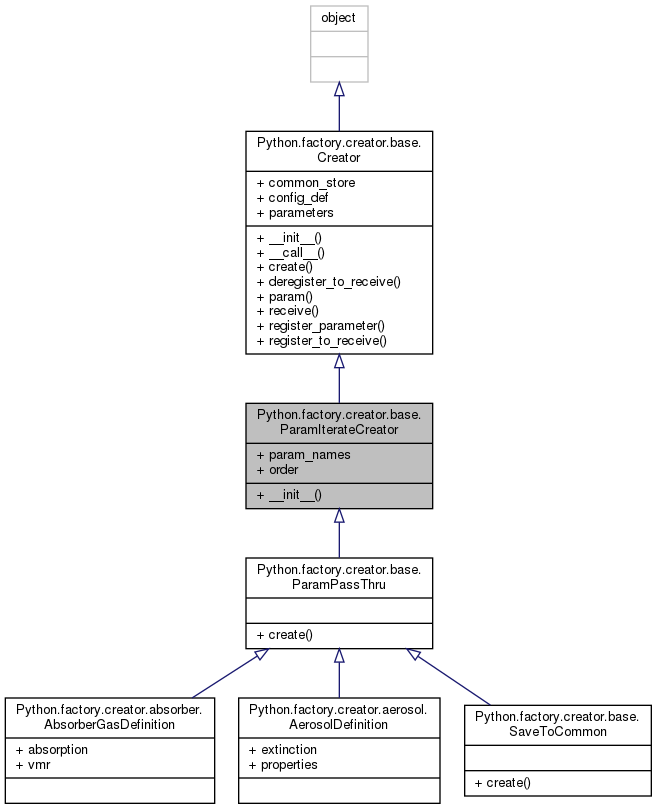 object
Python.factory.creator.base.
Creator
+ common_store
+ config_def
+ parameters
+ __init__()
+ __call__()
+ create()
+ deregister_to_receive()
+ param()
+ receive()
+ register_parameter()
+ register_to_receive()
Python.factory.creator.base.
ParamIterateCreator
+ param_names
+ order
+ __init__()
Python.factory.creator.base.
ParamPassThru
+ create()
Python.factory.creator.absorber.
AbsorberGasDefinition
+ absorption
+ vmr
Python.factory.creator.aerosol.
AerosolDefinition
+ extinction
+ properties
Python.factory.creator.base.
SaveToCommon
+ create()